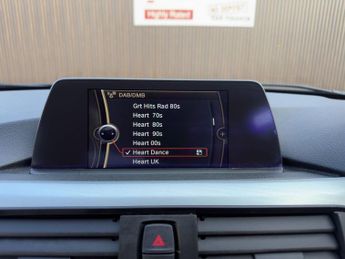 Highly Rated
DAB/DMB
Grt Hits Rad 80s
Heart 70s
Heart 80s
Heart 90s
Heart 00s
Heart Dance
Heart UK